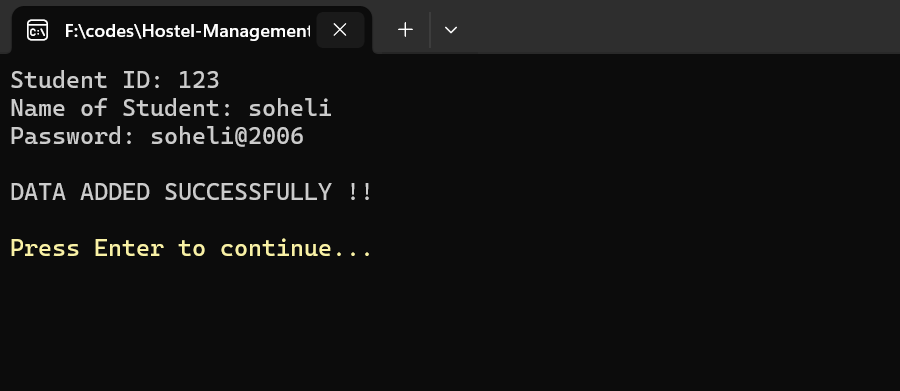 F:\codes\Hostel-Management
Student ID: 123
Name of Student: soheli
Password: soheli@2006
DATA ADDED SUCCESSFULLY !!
Press Enter to continue...